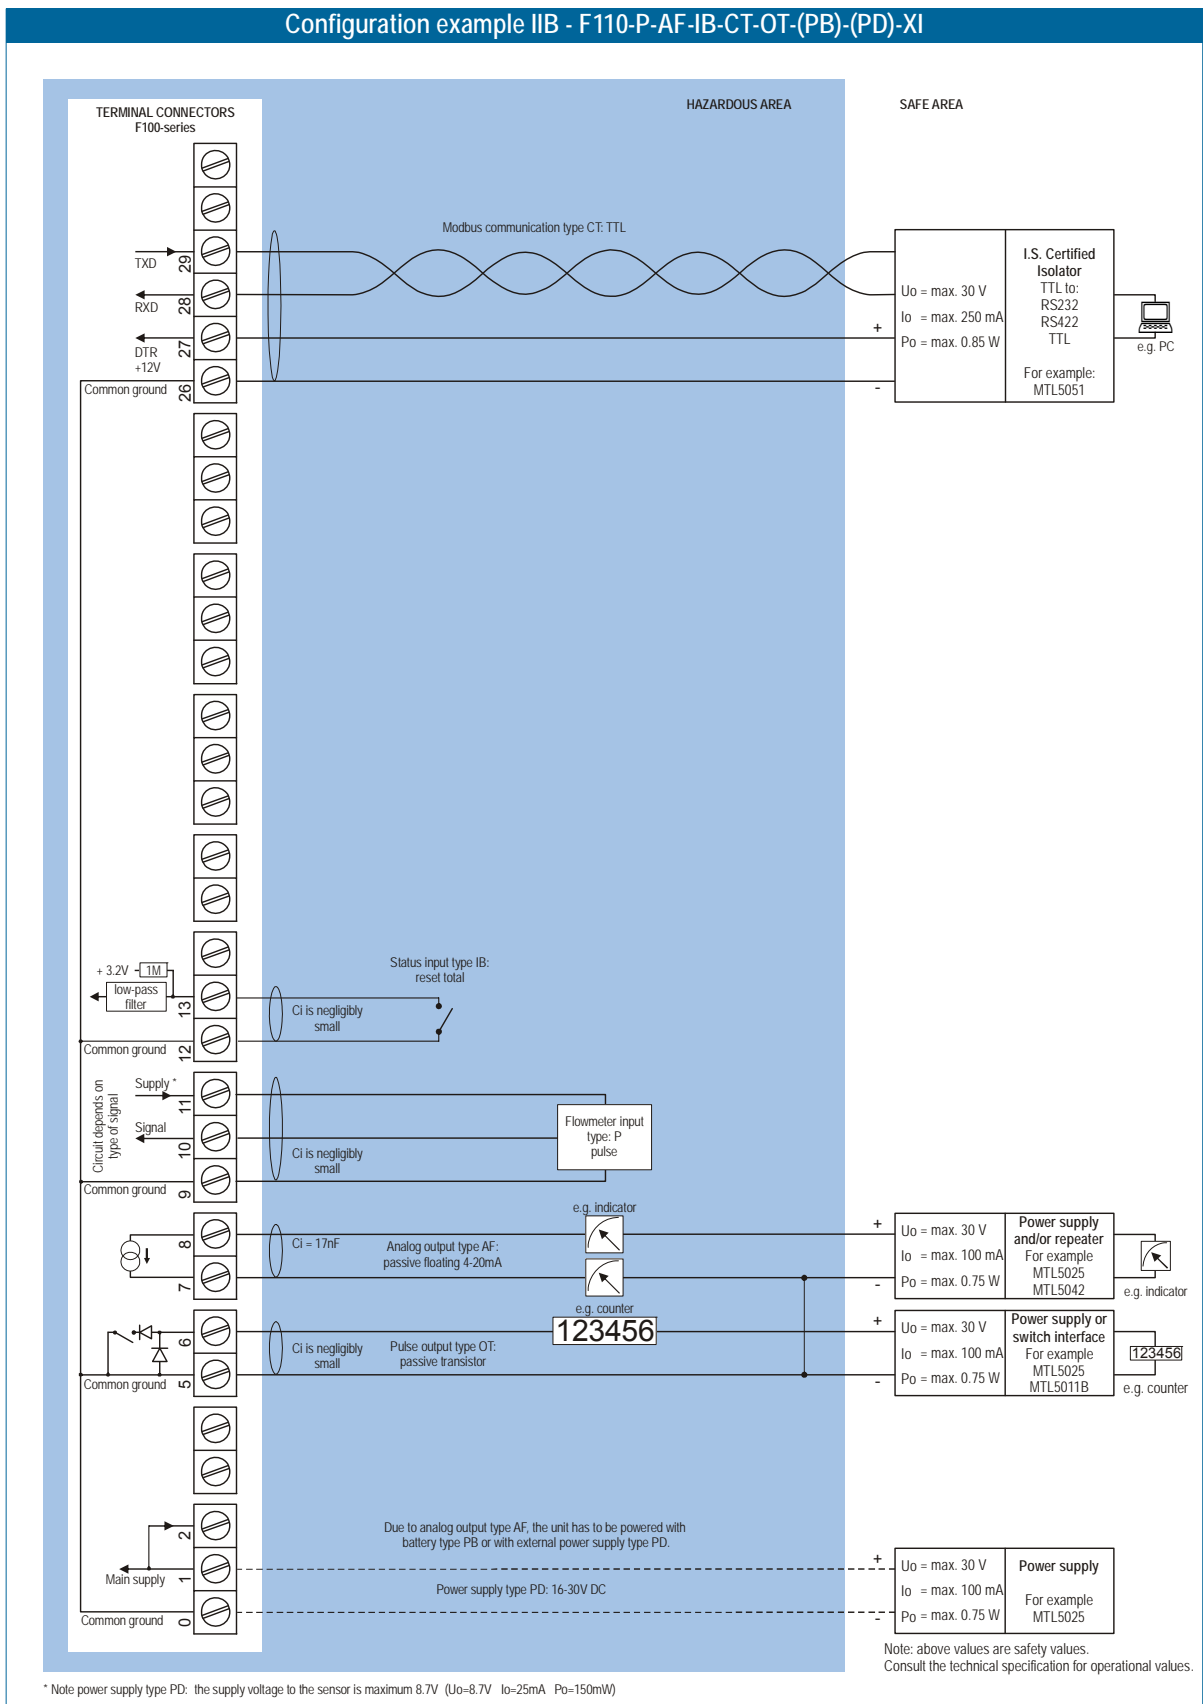 Configuration example IIB - F110-P-AF-IB-CT-OT-(PB)-(PD)-XI
TERMINAL CONNECTORS
F100-series
HAZARDOUS AREA
SAFE AREA
Modbus communication type CT: TTL
TXD
29
RXD
28
DTR
+12V
27
Common ground
26
+
-
Uo = max. 30 V
Io = max. 250 mA
Po = max. 0.85 W
I.S. Certified
Isolator
TTL to:
RS232
RS422
TTL
For example:
MTL5051
e.g. PC
+ 3.2V
1M
low-pass
filter
13
Common ground
12
Ci is negligibly
small
Status input type IB:
reset total
Circuit depends on
type of signal
Supply *
11
Signal
10
Common ground
9
Ci is negligibly
small
Flowmeter input
type: P
pulse
8
7
Ci = 17nF
Analog output type AF:
passive floating 4-20mA
e.g. indicator
+
-
Uo = max. 30 V
Io = max. 100 mA
Po = max. 0.75 W
Power supply
and/or repeater
For example
MTL5025
MTL5042
e.g. indicator
6
Common ground
5
Ci is negligibly
small
Pulse output type OT:
passive transistor
e.g. counter
123456
+
-
Uo = max. 30 V
Io = max. 100 mA
Po = max. 0.75 W
Power supply or
switch interface
For example
MTL5025
MTL5011B
123456
e.g. counter
2
Main supply
1
Common ground
0
Due to analog output type AF, the unit has to be powered with
battery type PB or with external power supply type PD.
Power supply type PD: 16-30V DC
+
-
Uo = max. 30 V
Io = max. 100 mA
Po = max. 0.75 W
Power supply
For example
MTL5025
Note: above values are safety values.
Consult the technical specification for operational values.
* Note power supply type PD: the supply voltage to the sensor is maximum 8.7V (Uo=8.7V Io=25mA Po=150mW)